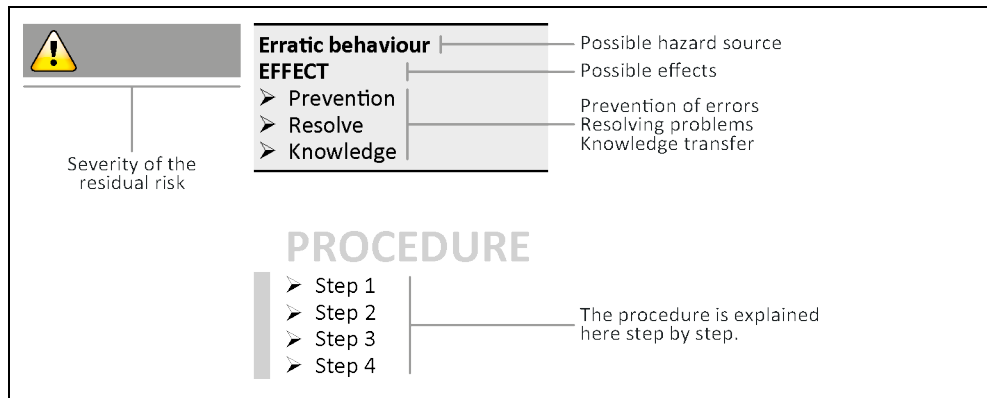 Erratic behaviour
Possible hazard source
EFFECT
Possible effects
➢ Prevention
➢ Resolve
➢ Knowledge
Prevention of errors
Resolving problems
Knowledge transfer
Severity of the
residual risk
PROCEDURE
➢ Step 1
➢ Step 2
➢ Step 3
➢ Step 4
The procedure is explained
here step by step.